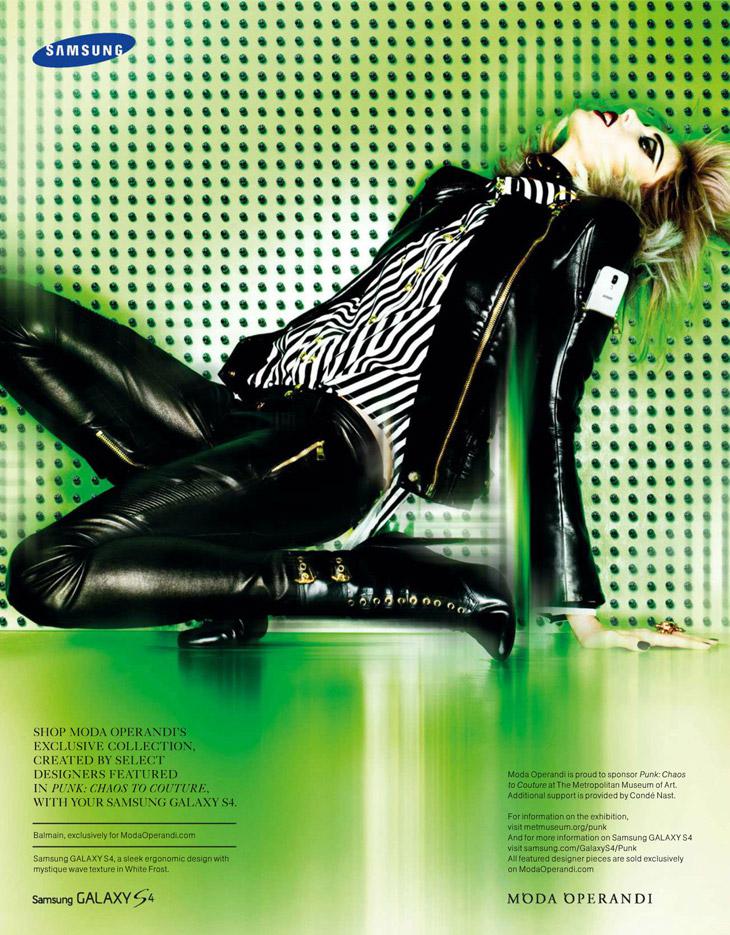 SAMSUNG
SHOP MODA OPERANDI'S
EXCLUSIVE COLLECTION,
CREATED BY SELECT
DESIGNERS FEATURED
IN PUNK: CHAOS TO COUTURE,
WITH YOUR SAMSUNG GALAXY S4.
Balmain, exclusively for ModaOperandi.com
Samsung GALAXY S4, a sleek ergonomic design with
mystique wave texture in White Frost.
Samsung GALAXY S4
Moda Operandi is proud to sponsor Punk: Chaos
to Couture at The Metropolitan Museum of Art.
Additional support is provided by Condé Nast.
For information on the exhibition,
visit metmuseum.org/punk
And for more information on Samsung GALAXY S4
visit samsung.com/GalaxyS4/Punk
All featured designer pieces are sold exclusively
on ModaOperandi.com
MODA OPERANDI